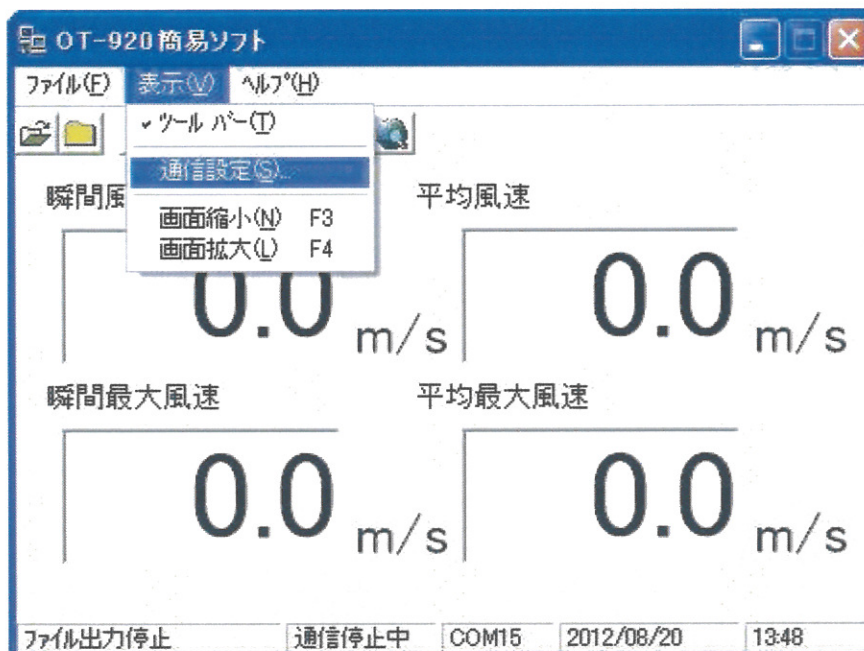 OT-920簡易ソフト
ファイル(F) 表示(V) ヘルプ(H)
✓ ツール バー(T)
通信設定(S)...
画面縮小(N) F3
画面拡大(L) F4
瞬間風 平均風速
0.0 m/s 0.0 m/s
瞬間最大風速 平均最大風速
0.0 m/s 0.0 m/s
ファイル出力停止 通信停止中 COM15 2012/08/20 13:48